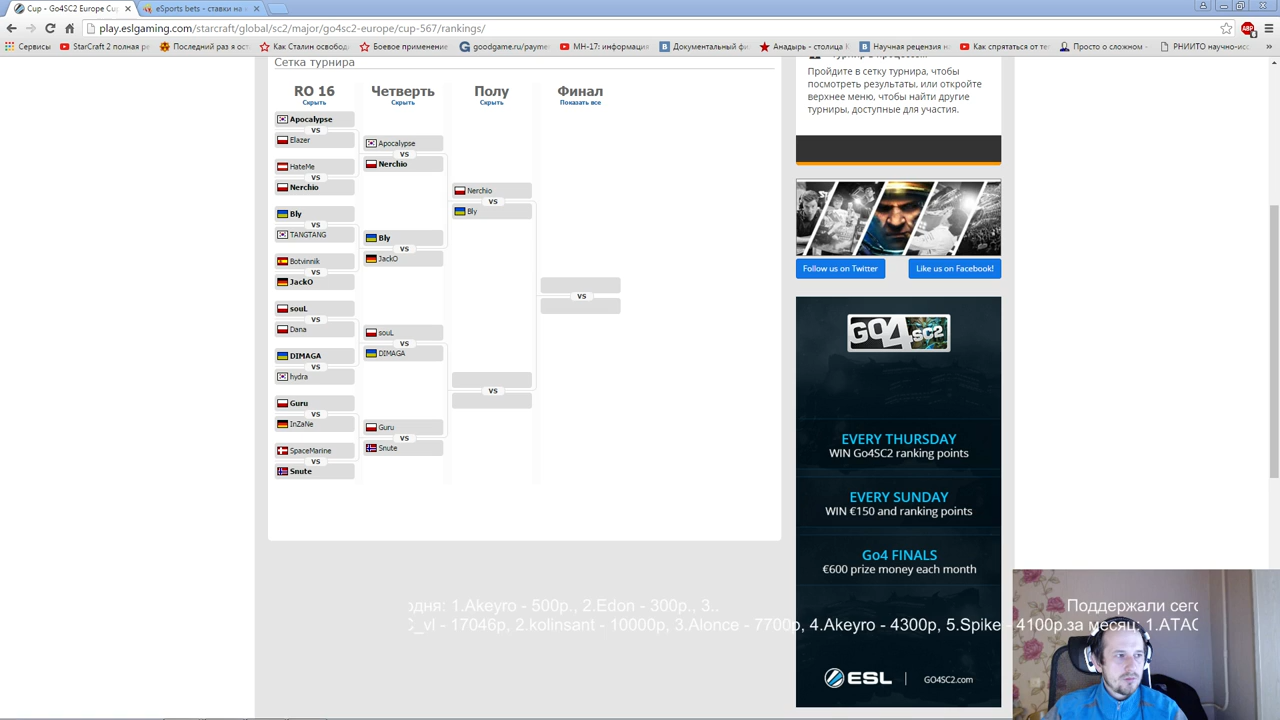 Cup - Go4SC2 Europe Cup
eSports bets - ставки на к
play.eslgaming.com/starcraft/global/sc2/major/go4sc2-europe/cup-567/rankings/
ABP
Сервисы
StarCraft 2 полная ре
Последний раз я ост
Как Сталин освобод
Боевое применение
goodgame.ru/payme
МН-17: информация
Документальный фи
Анадырь - столица К
Научная рецензия н
Как спрятаться от те
Просто о сложном -
РНИИТО научно-исс
Сетка турнира
RO 16
Скрыть
Четверть
Скрыть
Полу
Скрыть
Финал
Показать все
Apocalypse
VS
Elazer
HateMe
VS
Nerchio
Bly
VS
TANGTANG
Botvinnik
VS
JackO
souL
VS
Dana
DIMAGA
VS
hydra
Guru
VS
InZaNe
SpaceMarine
VS
Snute
Apocalypse
VS
Nerchio
Bly
VS
JackO
souL
VS
DIMAGA
Guru
VS
Snute
Nerchio
VS
Bly
VS
VS
Пройдите в сетку турнира, чтобы
посмотреть результаты, или откройте
верхнее меню, чтобы найти другие
турниры, доступные для участия.
Follow us on Twitter
Like us on Facebook!
GO4SC2
EVERY THURSDAY
WIN Go4SC2 ranking points
EVERY SUNDAY
WIN €150 and ranking points
Go4 FINALS
€600 prize money each month
одня: 1.Akeyro - 500р., 2.Edon - 300р., 3..
Поддержали сего
C_vl - 17046р, 2.kolinsant - 10000р, 3.Alonce - 7700р, 4.Akeyro - 4300р, 5.Spike - 4100р.за месяц: 1.ATAC
ESL
GO4SC2.com